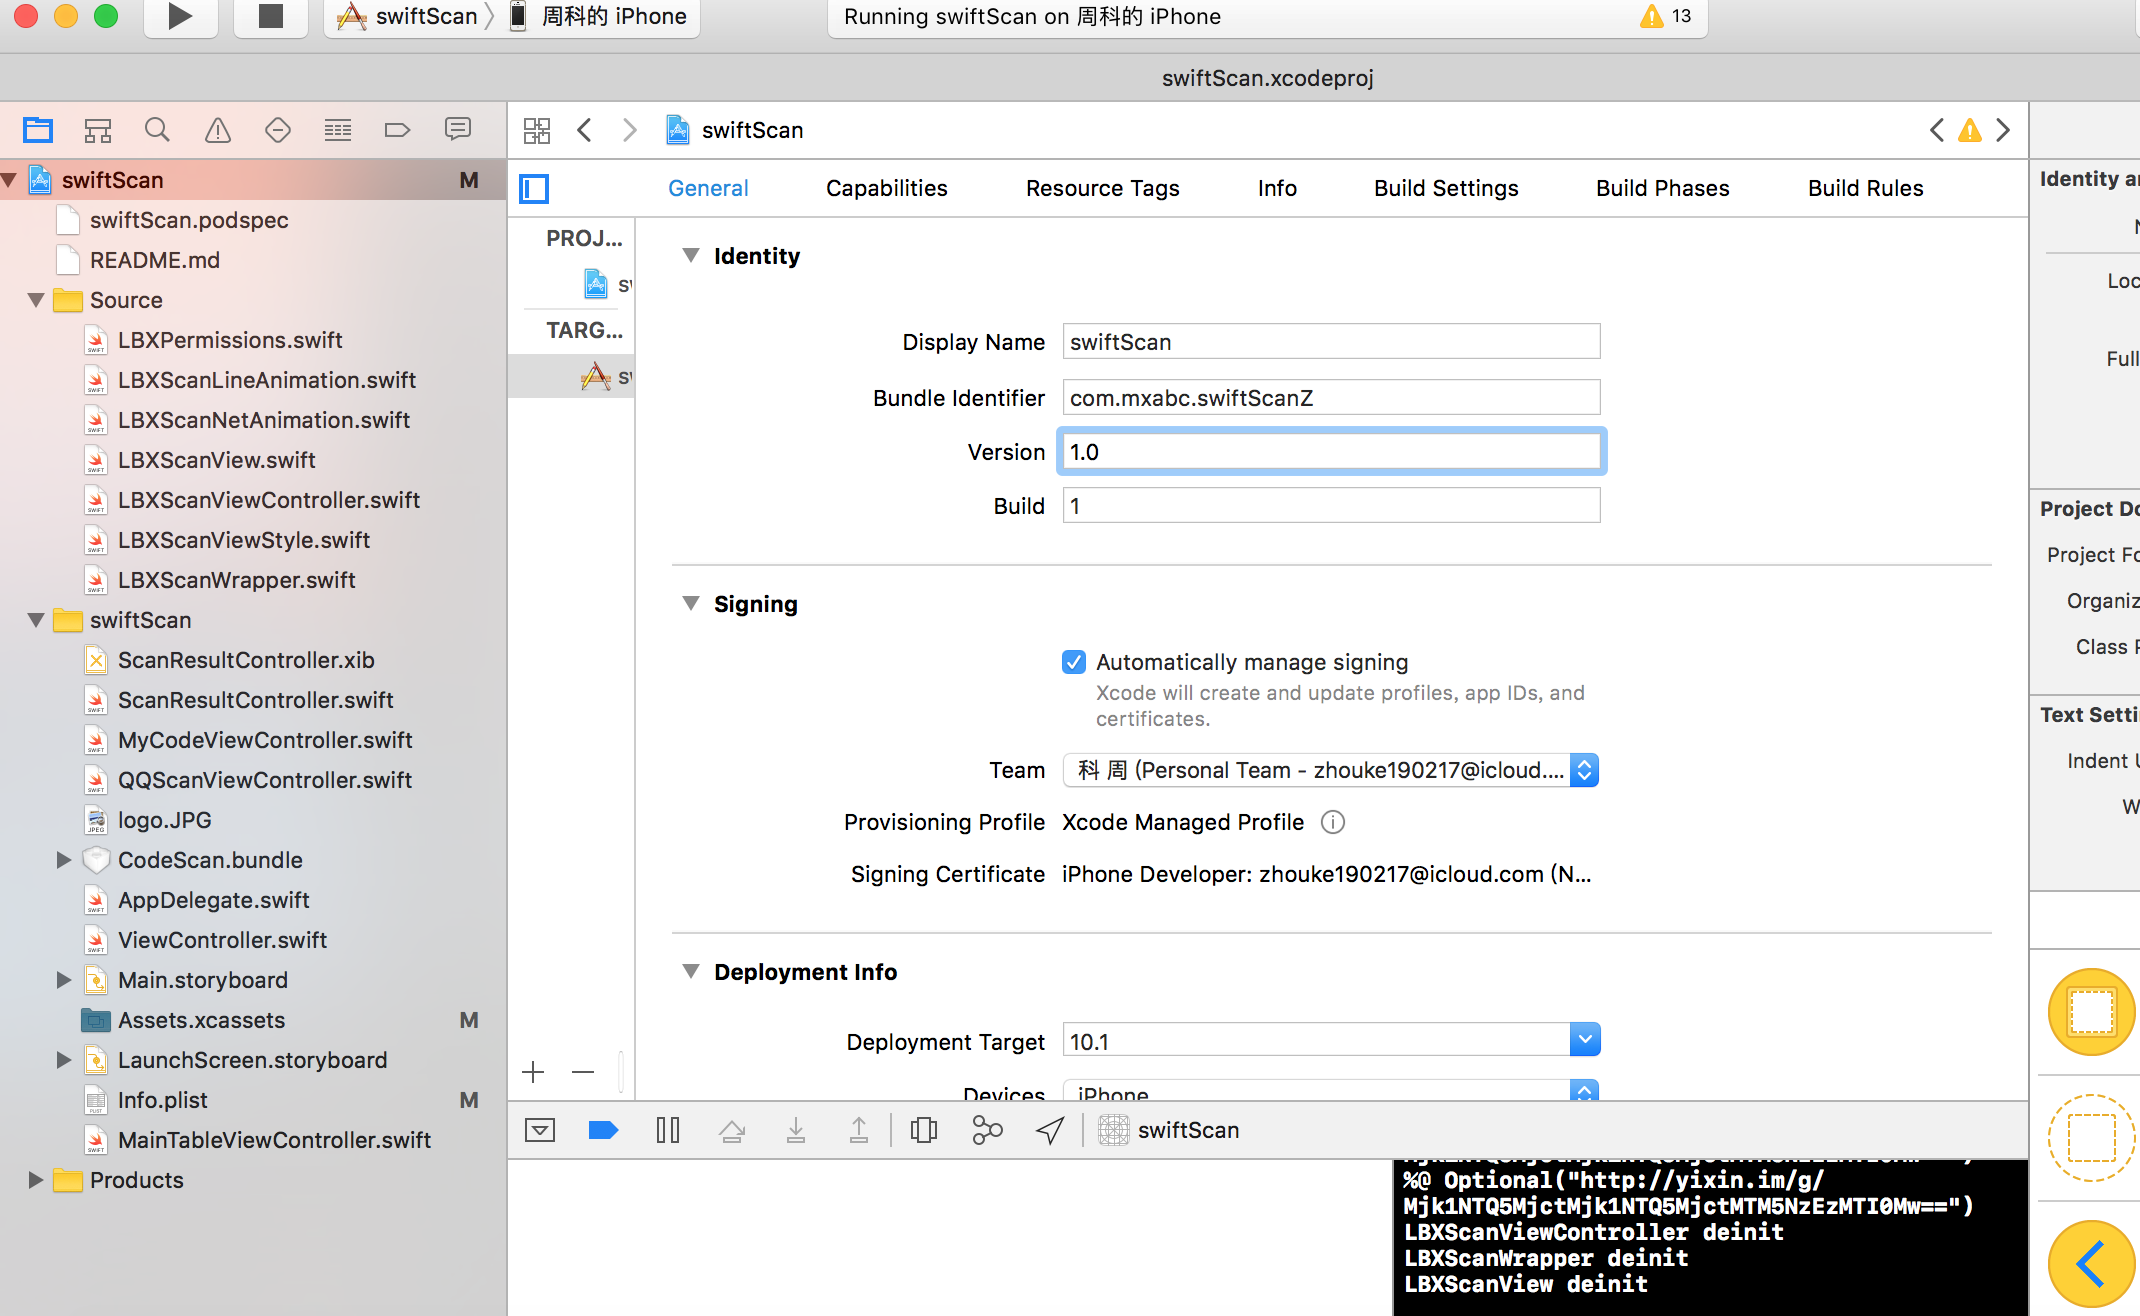 swiftScan 周科的 iPhone
Running swiftScan on 周科的 iPhone 13
swiftScan.xcodeproj
swiftScan
swiftScan M
swiftScan.podspec
README.md
Source
LBXPermissions.swift
LBXScanLineAnimation.swift
LBXScanNetAnimation.swift
LBXScanView.swift
LBXScanViewController.swift
LBXScanViewStyle.swift
LBXScanWrapper.swift
swiftScan
ScanResultController.xib
ScanResultController.swift
MyCodeViewController.swift
QQScanViewController.swift
logo.JPG
CodeScan.bundle
AppDelegate.swift
ViewController.swift
Main.storyboard
Assets.xcassets M
LaunchScreen.storyboard
Info.plist M
MainTableViewController.swift
Products
General Capabilities Resource Tags Info Build Settings Build Phases Build Rules
PROJ...
TARG...
Identity
Display Name swiftScan
Bundle Identifier com.mxabc.swiftScanZ
Version 1.0
Build 1
Signing
Automatically manage signing
Xcode will create and update profiles, app IDs, and
certificates.
Team 科 周 (Personal Team - zhouke190217@icloud....
Provisioning Profile Xcode Managed Profile
Signing Certificate iPhone Developer: zhouke190217@icloud.com (N...
Deployment Info
Deployment Target 10.1
Devices iPhone
swiftScan
%@ Optional("http://yixin.im/g/
Mjk1NTQ5MjctMjk1NTQ5MjctMTM5NzEzMTI0Mw==")
LBXScanViewController deinit
LBXScanWrapper deinit
LBXScanView deinit
Identity a
Loc
Full
Project Do
Project Fo
Organiz
Class P
Text Setti
Indent U
W